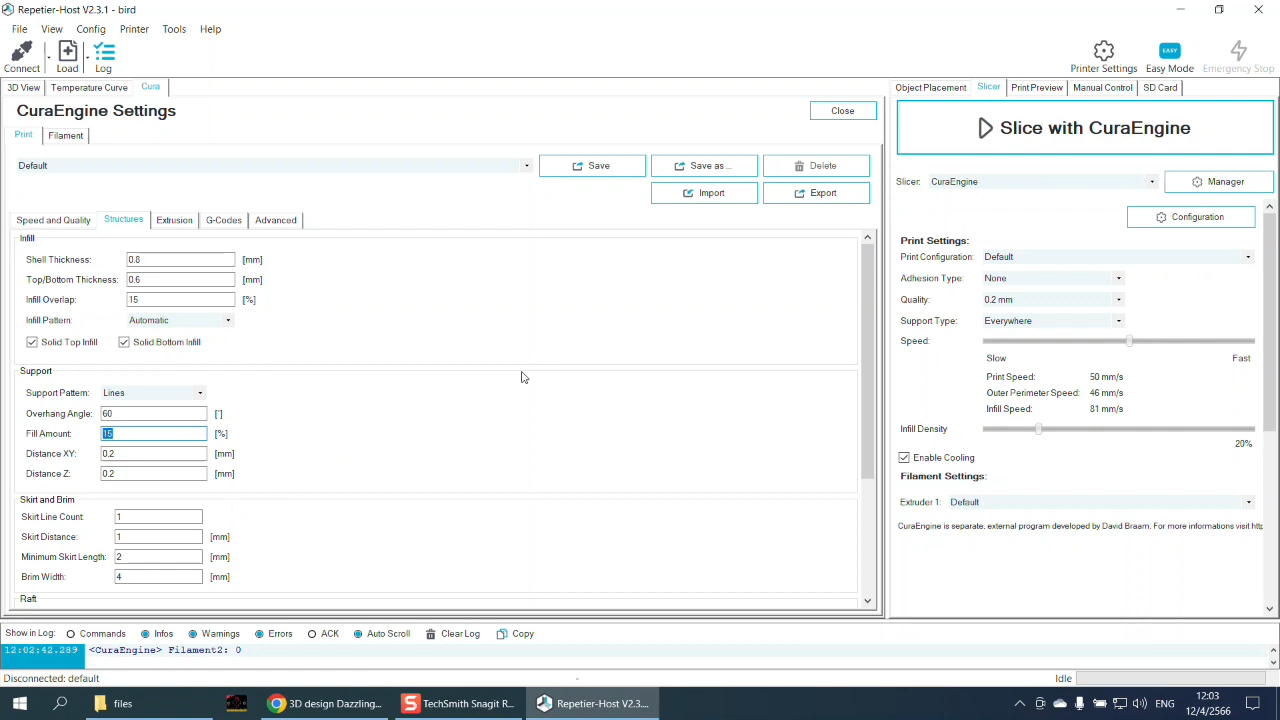 Repetier-Host V2.3.1 - bird
File View Config Printer Tools Help
Connect Load Log Printer Settings EASY Easy Mode Emergency Stop
3D View Temperature Curve Cura Object Placement Slicer Print Preview Manual Control SD Card
CuraEngine Settings Close
Slice with CuraEngine
Print Filament
Default Save Save as ... Delete
Slicer: CuraEngine Manager
Import Export
Speed and Quality Structures Extrusion G-Codes Advanced
Configuration
Infill
Print Settings:
Shell Thickness: 0.8 [mm]
Print Configuration: Default
Top/Bottom Thickness: 0.6 [mm]
Adhesion Type: None
Infill Overlap: 15 [%]
Quality: 0.2 mm
Infill Pattern: Automatic
Support Type: Everywhere
Solid Top Infill Solid Bottom Infill
Speed:
Slow Fast
Support
Print Speed: 50 mm/s
Support Pattern: Lines
Outer Perimeter Speed: 46 mm/s
Overhang Angle: 60 [°]
Infill Speed: 81 mm/s
Fill Amount: 15 [%]
Infill Density
20%
Distance XY: 0.2 [mm]
Enable Cooling
Distance Z: 0.2 [mm]
Filament Settings:
Skirt and Brim
Extruder 1: Default
Skirt Line Count: 1
CuraEngine is separate, external program developed by David Braam. For more informations visit http
Skirt Distance: 1 [mm]
Minimum Skirt Length: 2 [mm]
Brim Width: 4 [mm]
Raft
Show in Log: Commands Infos Warnings Errors ACK Auto Scroll Clear Log Copy
12:02:42.289 <CuraEngine> Filament2: 0
Disconnected: default - Idle
files 3D design Dazzling... TechSmith Snagit R... Repetier-Host V2.3.... ENG 12:03
12/4/2566